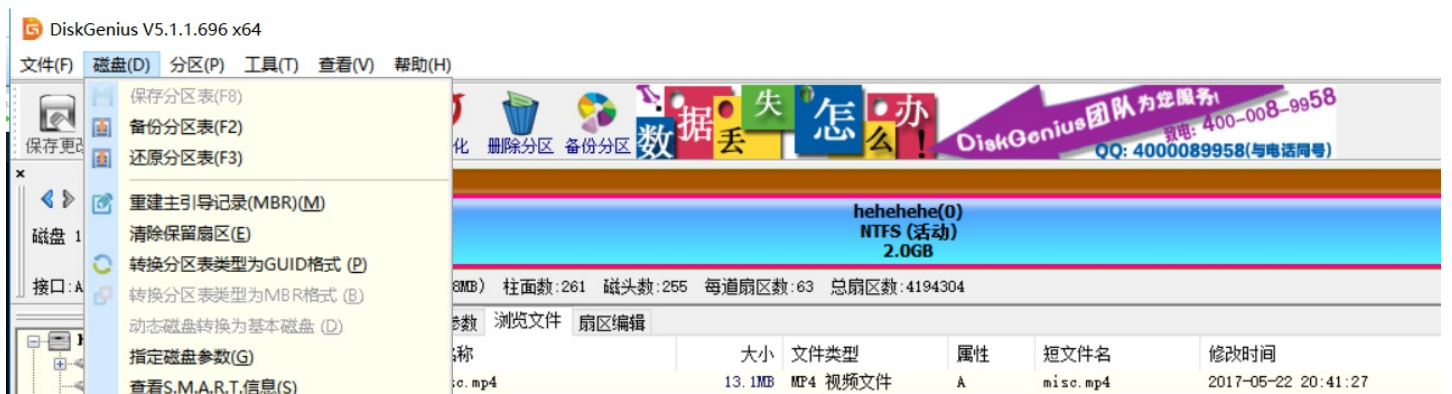 DiskGenius V5.1.1.696 x64
文件(F) 磁盘(D) 分区(P) 工具(T) 查看(V) 帮助(H)
保存分区表(F8)
备份分区表(F2)
还原分区表(F3)
重建主引导记录(MBR)(M)
清除保留扇区(E)
转换分区表类型为GUID格式 (P)
转换分区表类型为MBR格式 (B)
动态磁盘转换为基本磁盘 (D)
指定磁盘参数(G)
查看S.M.A.R.T.信息(S)
保存更
化 删除分区 备份分区
数据丢失怎么办!
DiskGenius团队为您服务!
致电: 400-008-9958
QQ: 4000089958(与电话同号)
磁盘 1
hehehehe(0)
NTFS (活动)
2.0GB
接口:A
8MB) 柱面数:261 磁头数:255 每道扇区数:63 总扇区数:4194304
参数 浏览文件 扇区编辑
名称 大小 文件类型 属性 短文件名 修改时间
sc.mp4 13.1MB MP4 视频文件 A misc.mp4 2017-05-22 20:41:27